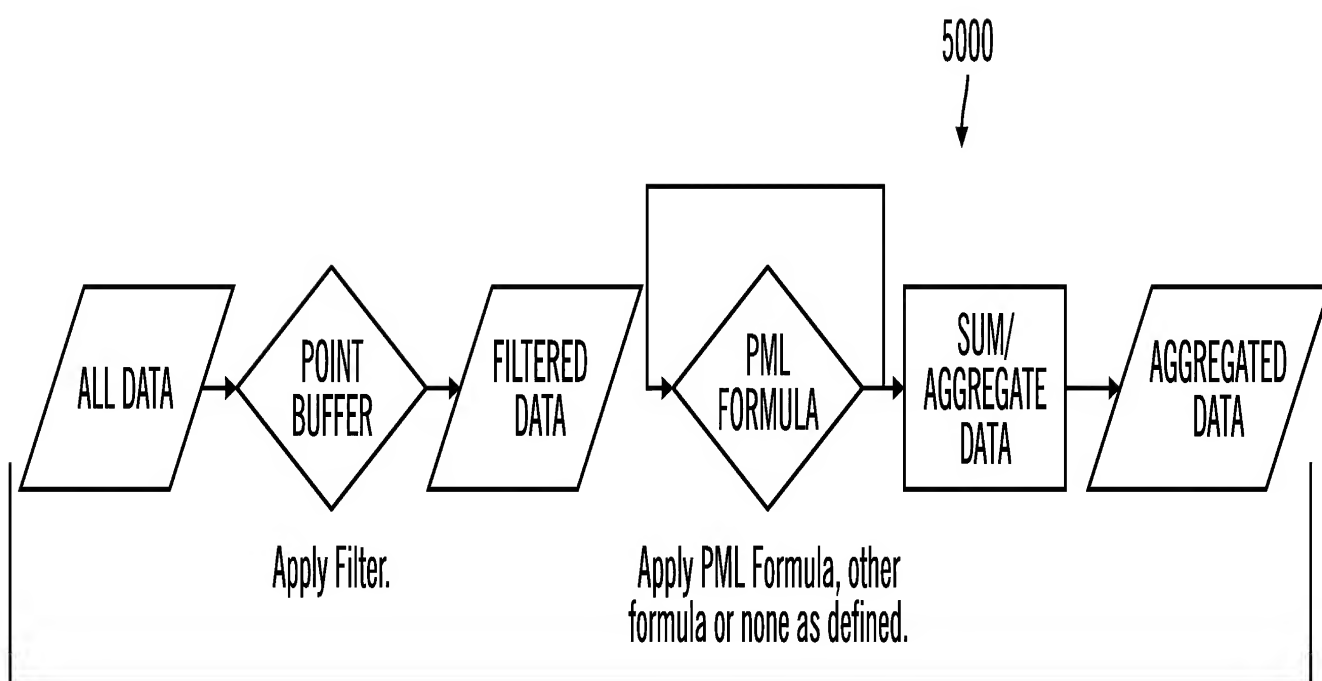 5000
ALL DATA
POINT
BUFFER
FILTERED
DATA
PML
FORMULA
SUM/
AGGREGATE
DATA
AGGREGATED
DATA
Apply Filter.
Apply PML Formula, other
formula or none as defined.